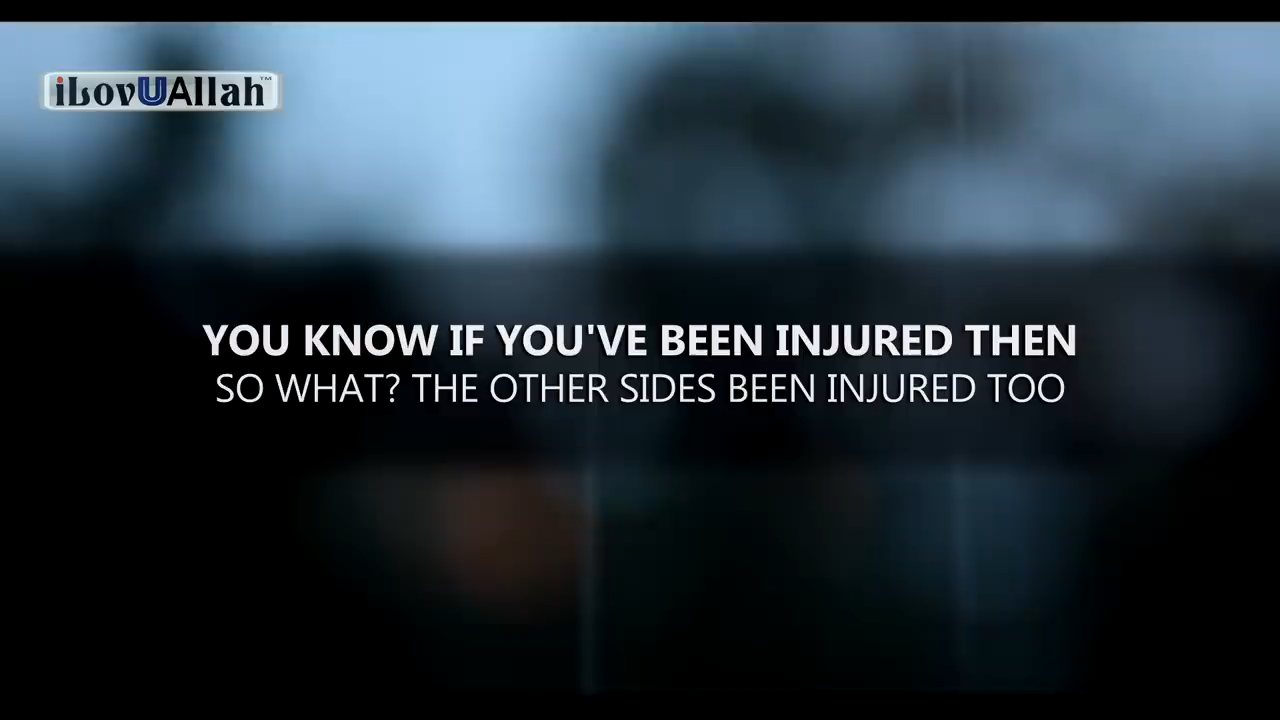 iLovUAllah™
YOU KNOW IF YOU'VE BEEN INJURED THEN
SO WHAT? THE OTHER SIDES BEEN INJURED TOO